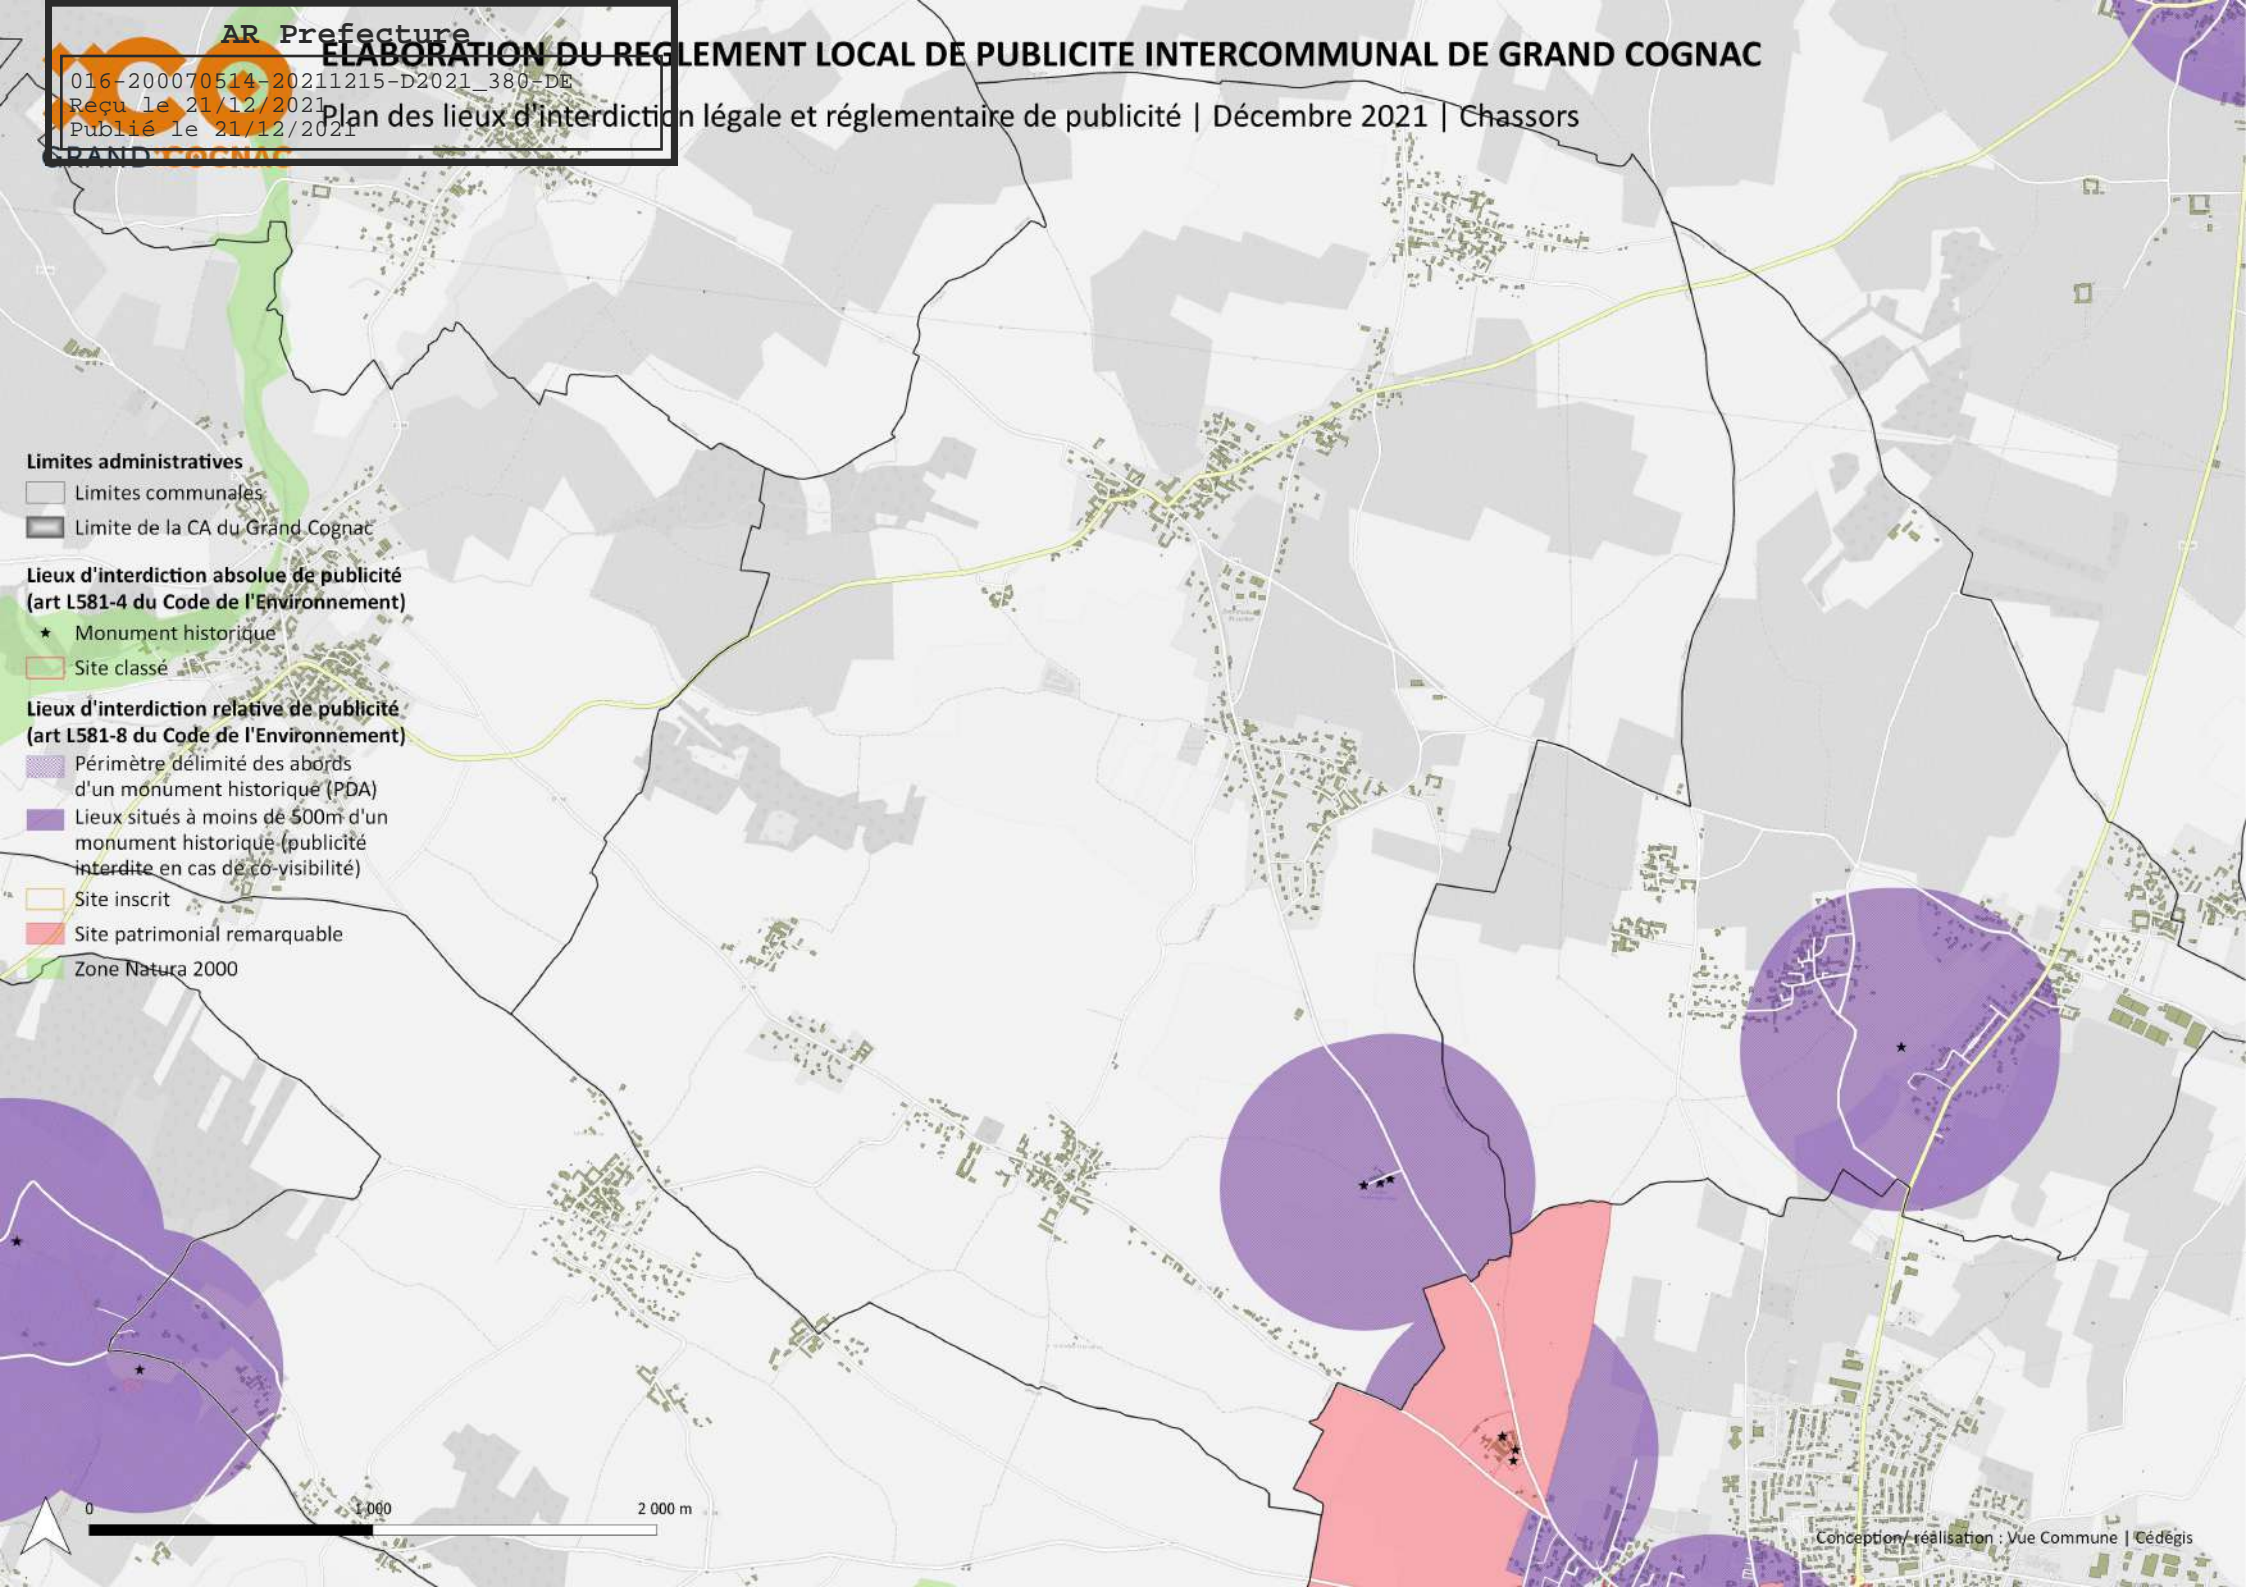 AR Prefecture
016-200070514-20211215-D2021_380-DE
Reçu le 21/12/2021
Publié le 21/12/2021
GRAND COGNAC
ELABORATION DU REGLEMENT LOCAL DE PUBLICITE INTERCOMMUNAL DE GRAND COGNAC
Plan des lieux d'interdiction légale et réglementaire de publicité | Décembre 2021 | Chassors
Limites administratives
Limites communales
Limite de la CA du Grand Cognac
Lieux d'interdiction absolue de publicité
(art L581-4 du Code de l'Environnement)
Monument historique
Site classé
Lieux d'interdiction relative de publicité
(art L581-8 du Code de l'Environnement)
Périmètre délimité des abords
d'un monument historique (PDA)
Lieux situés à moins de 500m d'un
monument historique (publicité
interdite en cas de co-visibilité)
Site inscrit
Site patrimonial remarquable
Zone Natura 2000
0 1 000 2 000 m
Conception/ réalisation : Vue Commune | Cédégis